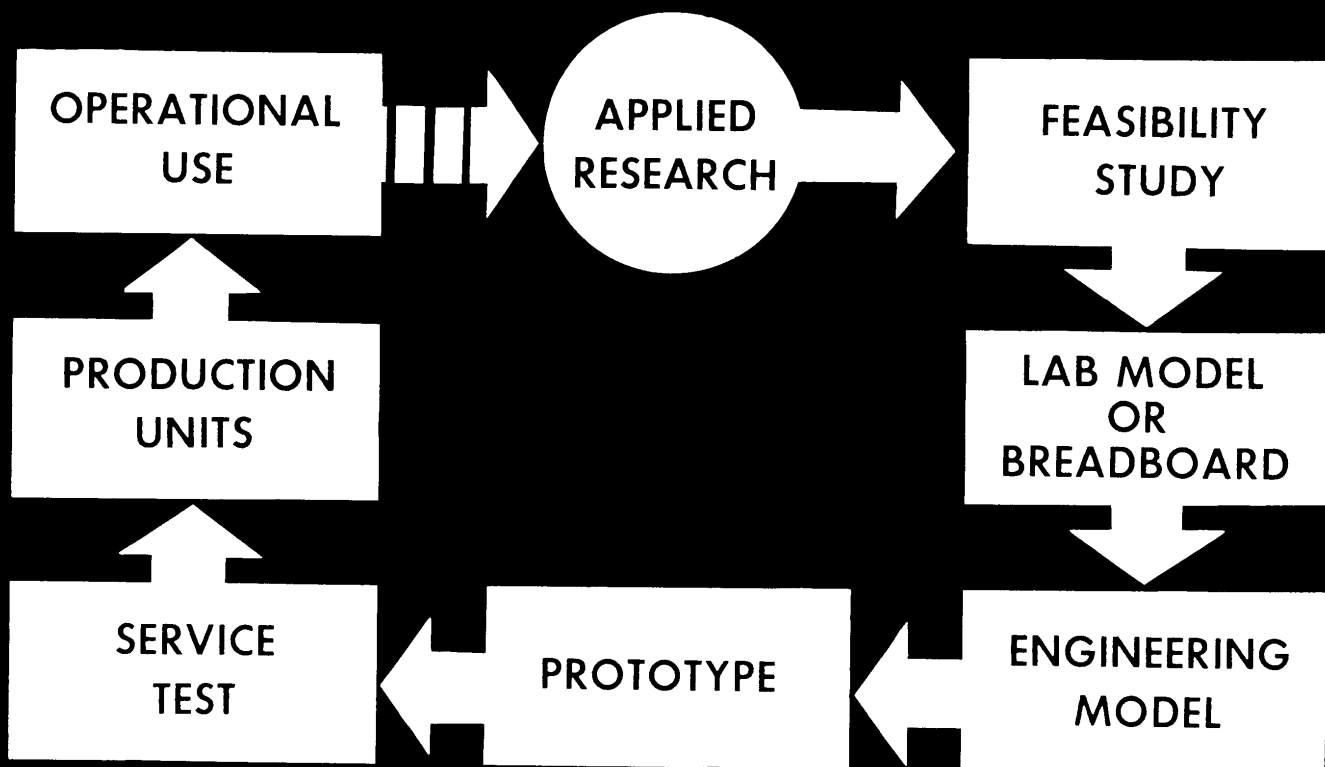 OPERATIONAL
USE
APPLIED
RESEARCH
FEASIBILITY
STUDY
LAB MODEL
OR
BREADBOARD
ENGINEERING
MODEL
PROTOTYPE
SERVICE
TEST
PRODUCTION
UNITS